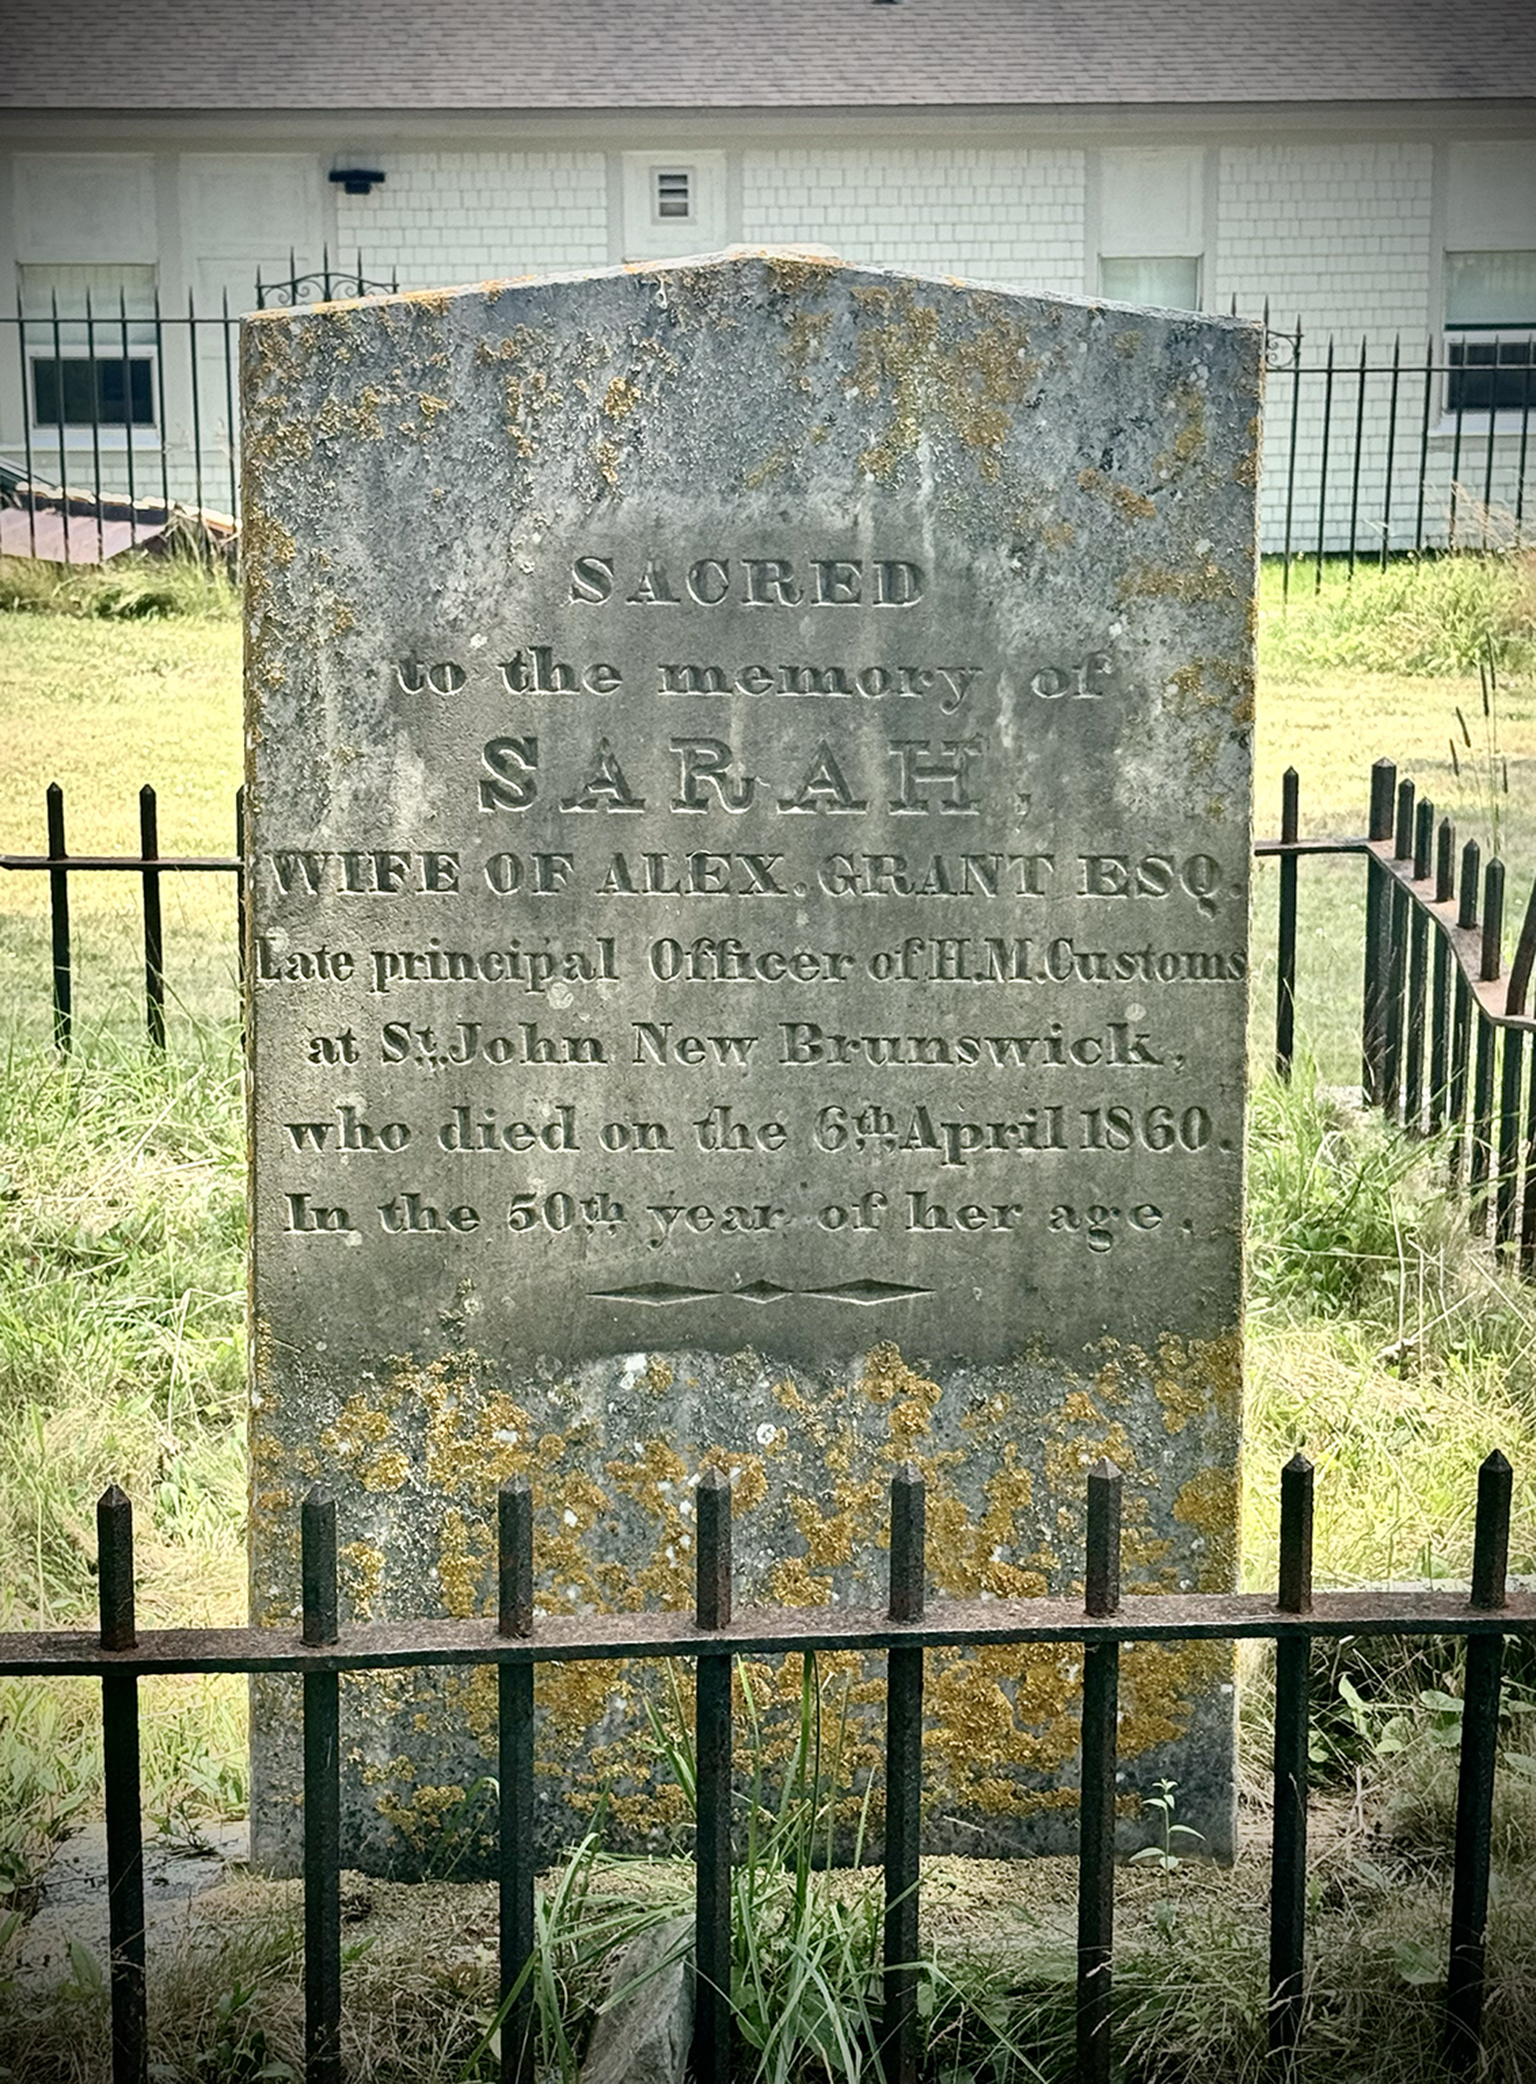 SACRED
to the memory of
SARAH,
WIFE OF ALEX. GRANT ESQ.
Late principal Officer of H.M. Customs
at St. John New Brunswick,
who died on the 6th April 1860.
In the 50th year of her age.